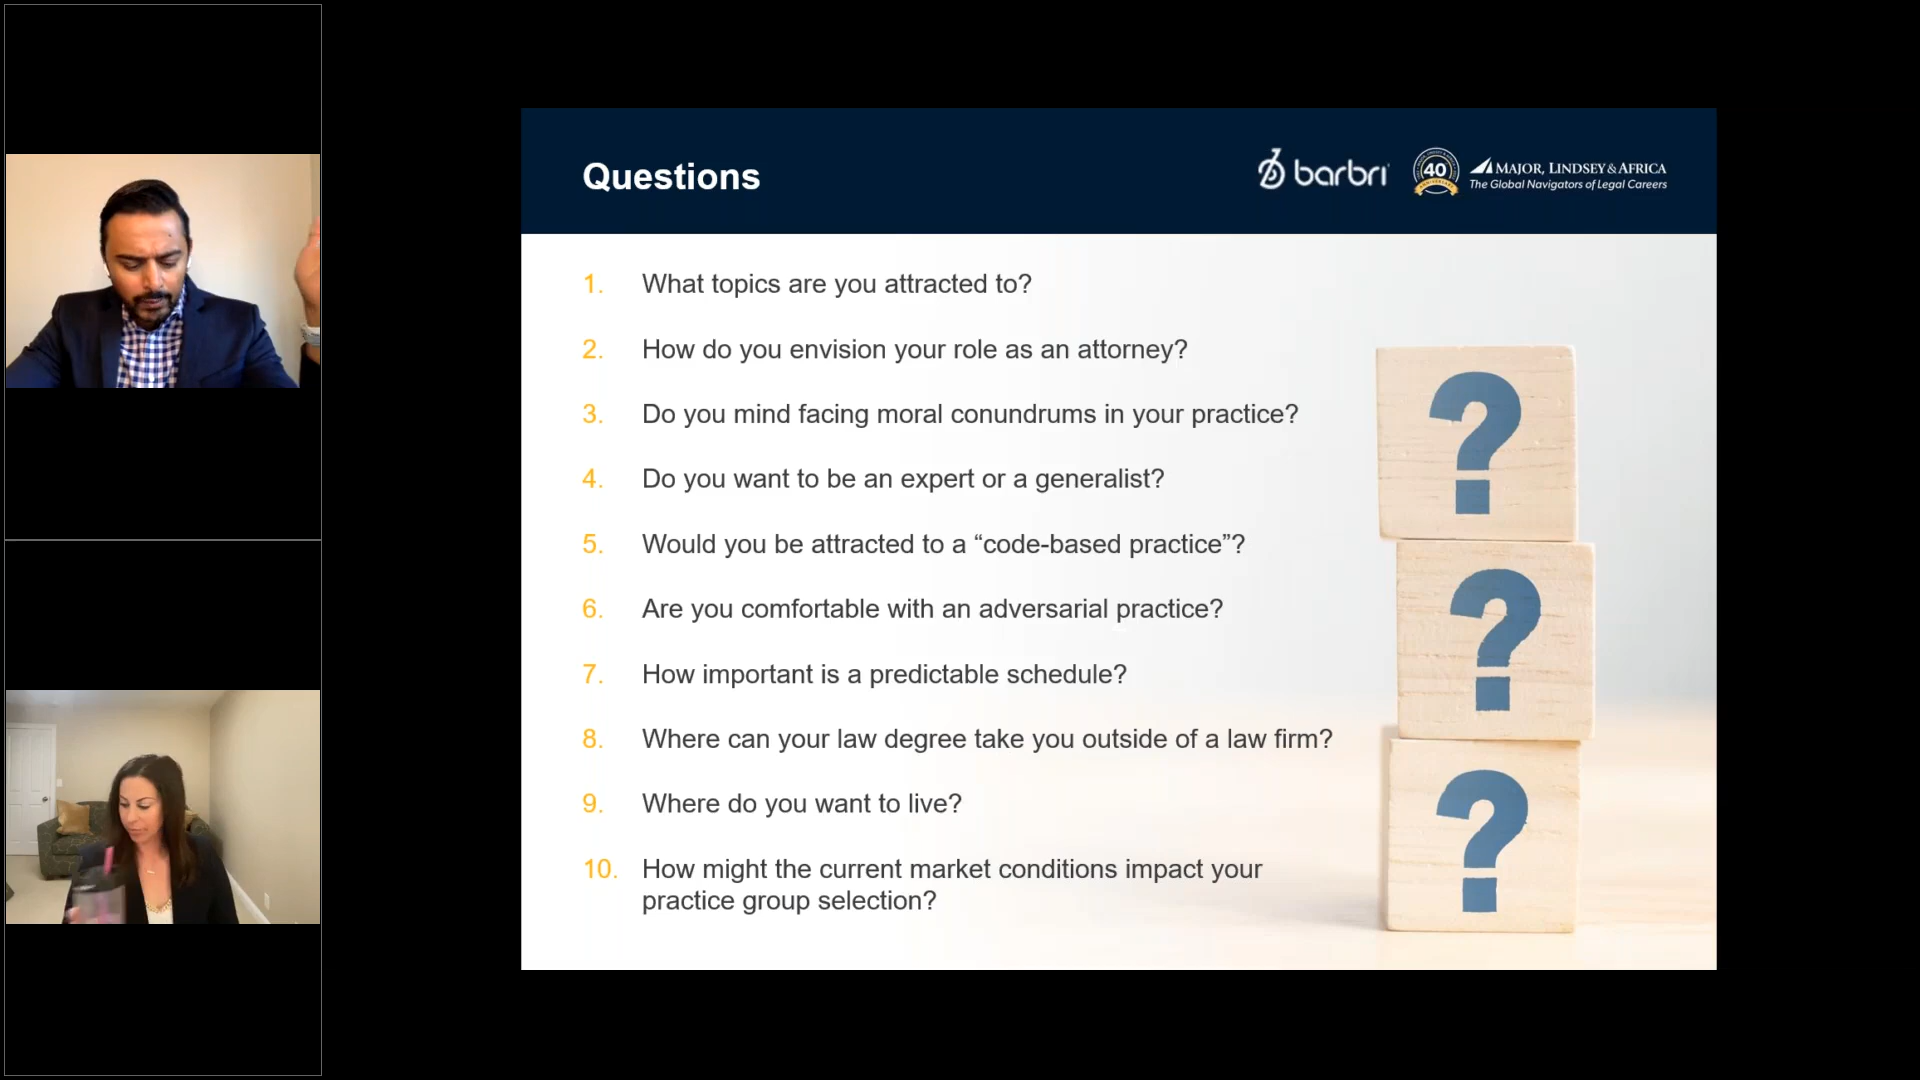 Questions
barbri
40
MAJOR, LINDSEY & AFRICA
The Global Navigators of Legal Careers
1. What topics are you attracted to?
2. How do you envision your role as an attorney?
3. Do you mind facing moral conundrums in your practice?
4. Do you want to be an expert or a generalist?
5. Would you be attracted to a “code-based practice”?
6. Are you comfortable with an adversarial practice?
7. How important is a predictable schedule?
8. Where can your law degree take you outside of a law firm?
9. Where do you want to live?
10. How might the current market conditions impact your
practice group selection?
?
?
?